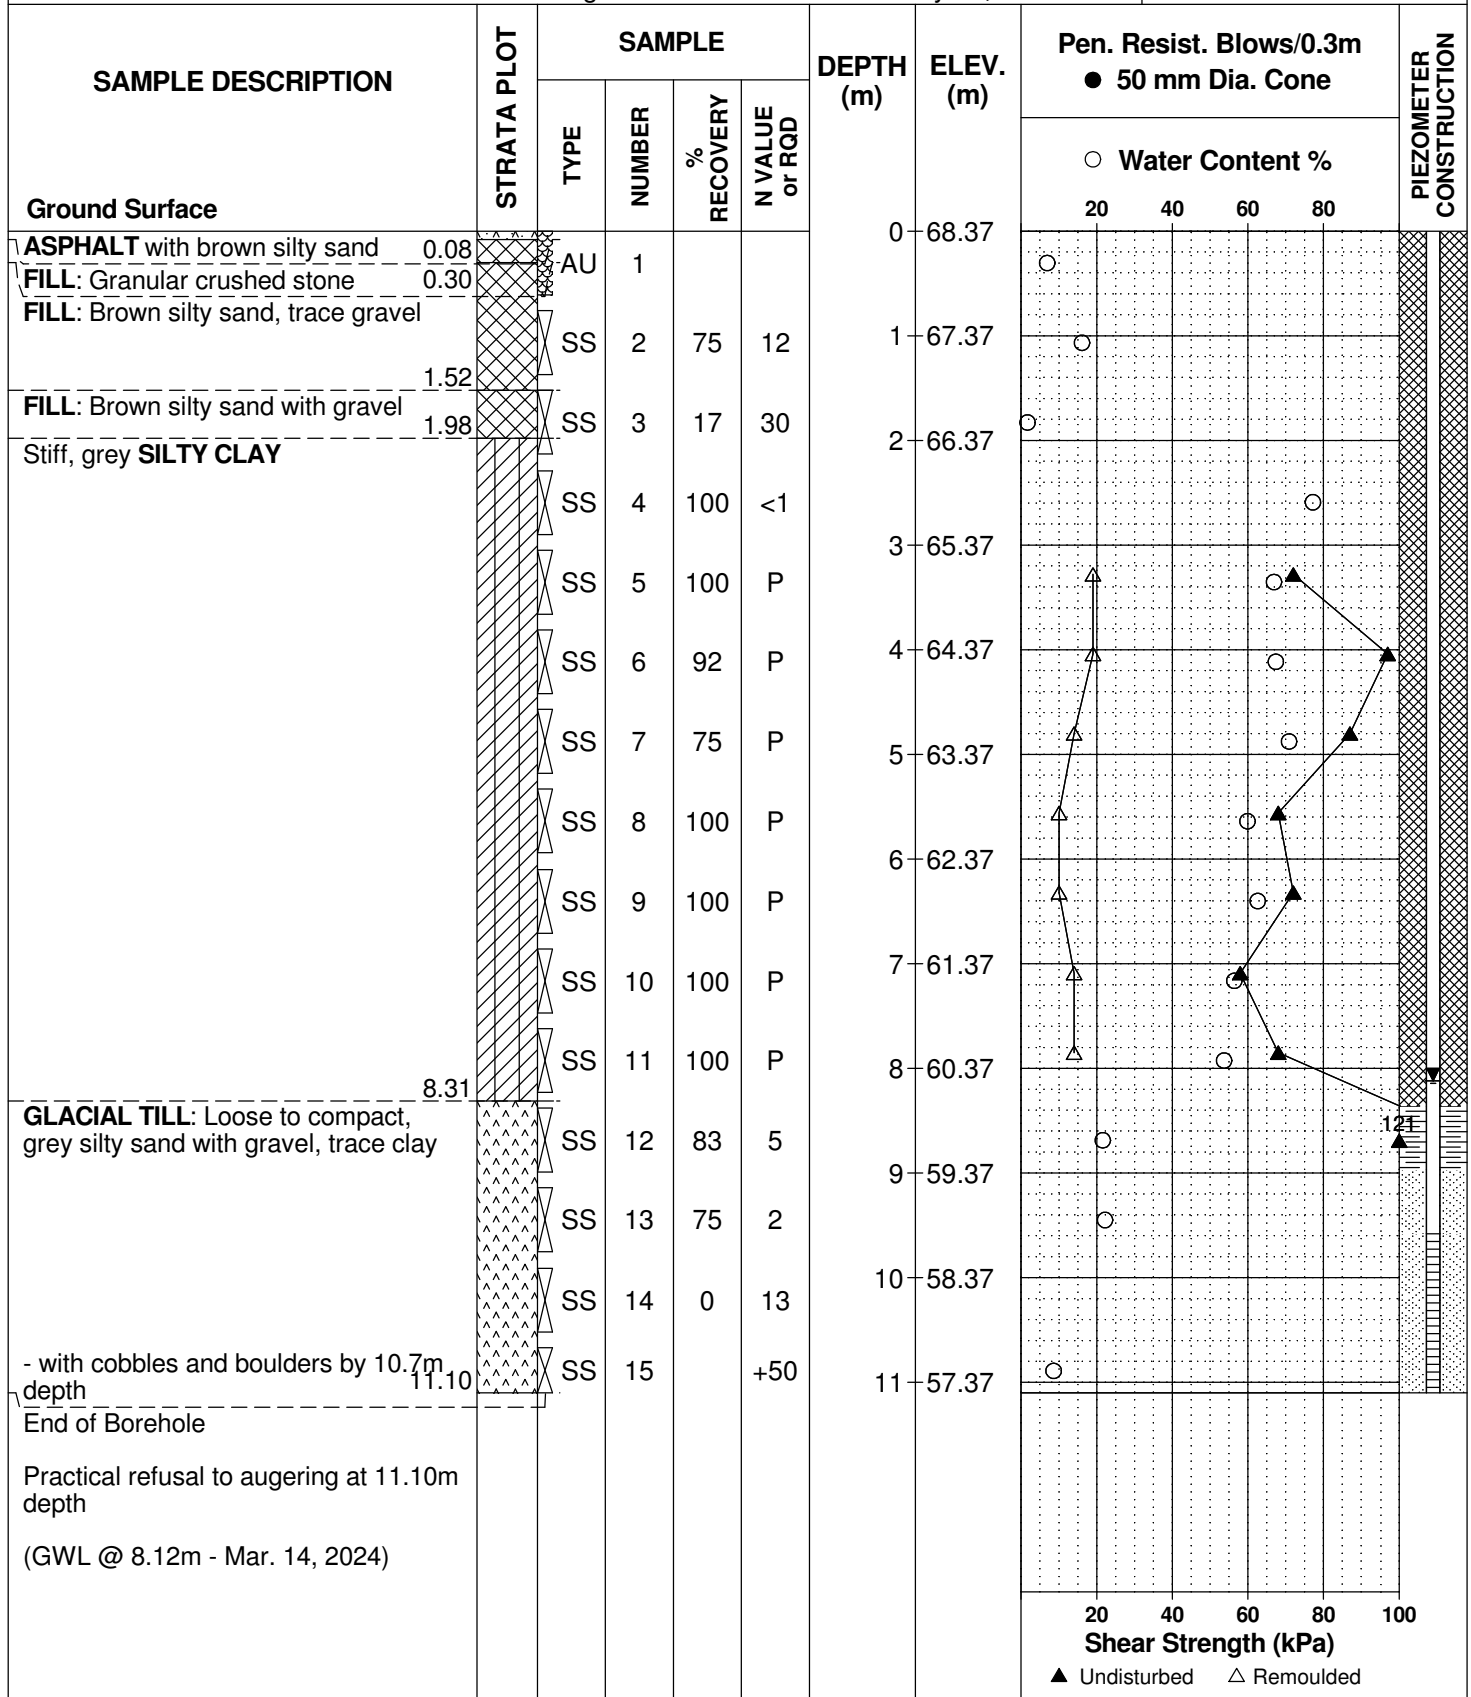 SAMPLE DESCRIPTION
STRATA PLOT
SAMPLE
TYPE
NUMBER
% RECOVERY
N VALUE or RQD
DEPTH (m)
ELEV. (m)
Pen. Resist. Blows/0.3m
● 50 mm Dia. Cone
○ Water Content %
PIEZOMETER CONSTRUCTION
Ground Surface
20 40 60 80
0 68.37
ASPHALT with brown silty sand 0.08
AU 1
FILL: Granular crushed stone 0.30
FILL: Brown silty sand, trace gravel
SS 2 75 12
1 67.37
1.52
FILL: Brown silty sand with gravel
1.98
SS 3 17 30
2 66.37
Stiff, grey SILTY CLAY
SS 4 100 <1
3 65.37
SS 5 100 P
4 64.37
SS 6 92 P
SS 7 75 P
5 63.37
SS 8 100 P
6 62.37
SS 9 100 P
7 61.37
SS 10 100 P
SS 11 100 P
8 60.37
8.31
GLACIAL TILL: Loose to compact,
grey silty sand with gravel, trace clay
121
SS 12 83 5
9 59.37
SS 13 75 2
10 58.37
SS 14 0 13
- with cobbles and boulders by 10.7m
depth 11.10
SS 15 +50
11 57.37
End of Borehole
Practical refusal to augering at 11.10m
depth
(GWL @ 8.12m - Mar. 14, 2024)
20 40 60 80 100
Shear Strength (kPa)
▲ Undisturbed △ Remoulded